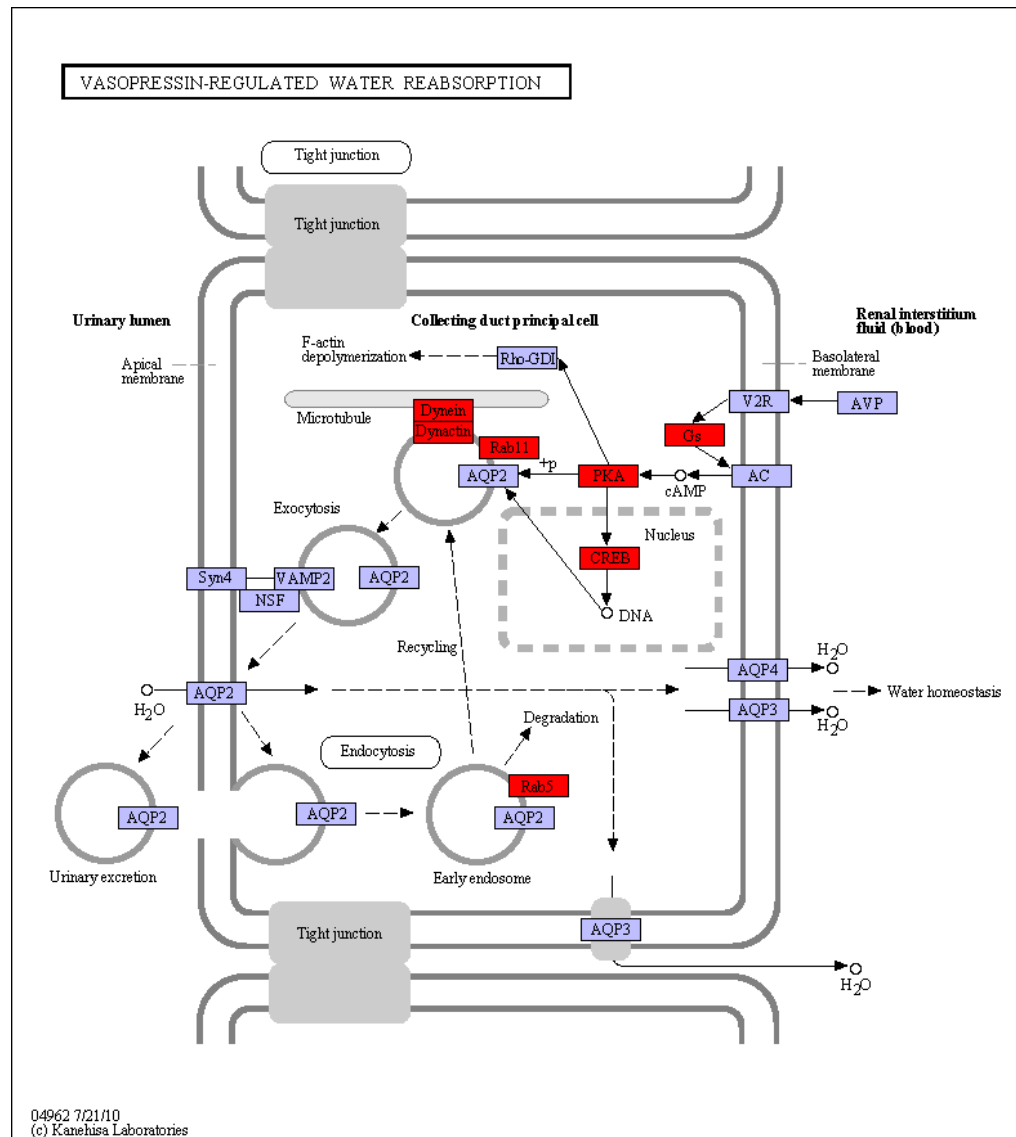 VASOPRESSIN-REGULATED WATER REABSORPTION
Tight junction
Tight junction
Urinary lumen
Collecting duct principal cell
Renal interstitium
fluid (blood)
Apical
membrane
F-actin
depolymerization
Rho-GDI
Basolateral
membrane
Microtubule
Dynein
Dynactin
Rab11
V2R
AVP
Gs
AQP2
+p
PKA
cAMP
AC
Exocytosis
Nucleus
CREB
Syn4
VAMP2
AQP2
NSF
DNA
Recycling
H2O
AQP4
H2O
AQP2
Water homeostasis
AQP3
H2O
Degradation
Endocytosis
Rab5
AQP2
AQP2
AQP2
Urinary excretion
Early endosome
Tight junction
AQP3
H2O
04962 7/21/10
(c) Kanehisa Laboratories